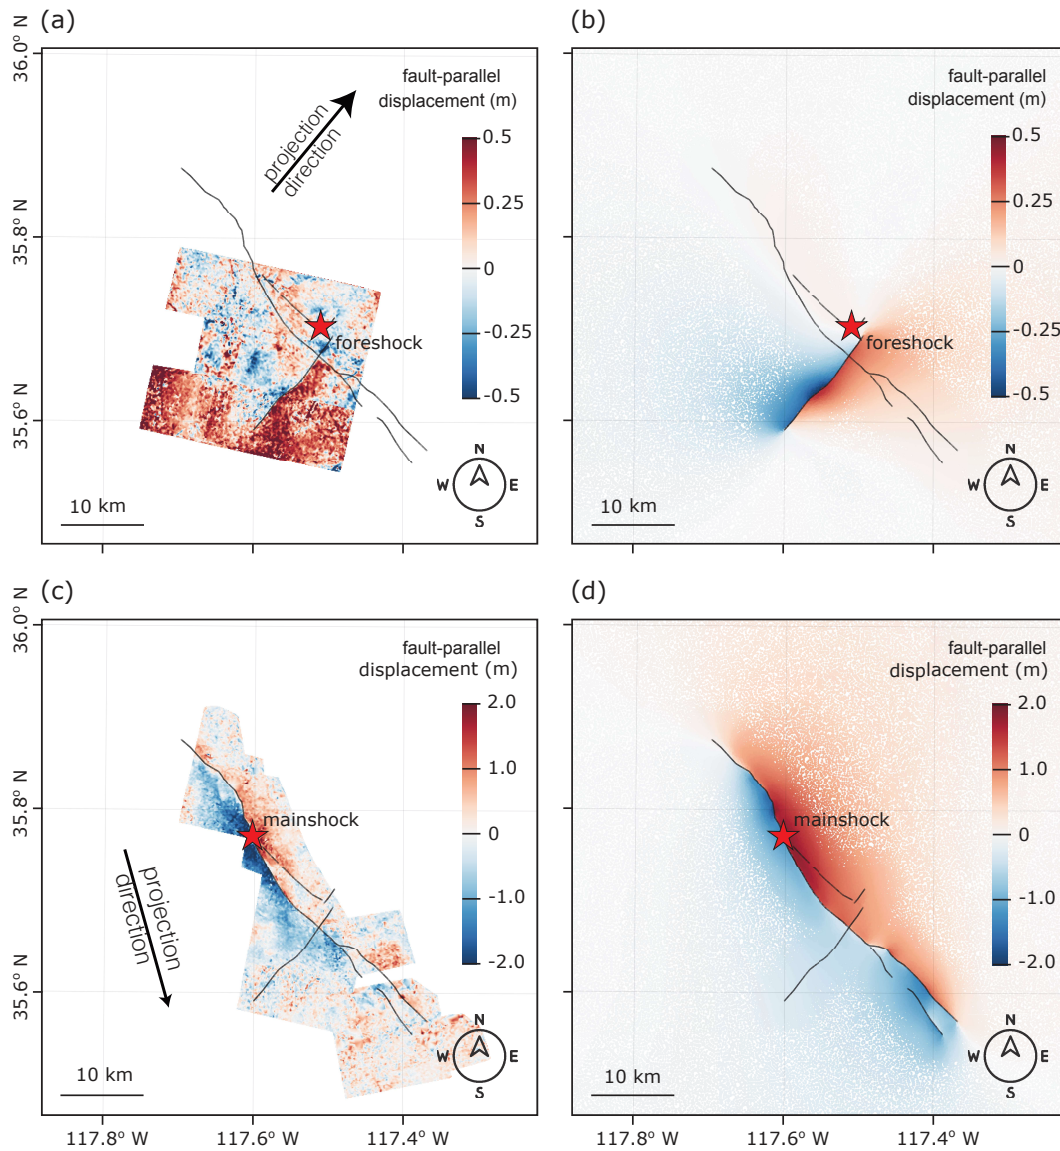 (a)
36.0° N
35.8° N
35.6° N
fault-parallel
displacement (m)
0.5
0.25
0
-0.25
-0.5
projection
direction
foreshock
10 km
N
W
E
S
(b)
fault-parallel
displacement (m)
0.5
0.25
0
-0.25
-0.5
foreshock
10 km
N
W
E
S
(c)
36.0° N
35.8° N
35.6° N
fault-parallel
displacement (m)
2.0
1.0
0
-1.0
-2.0
mainshock
projection
direction
10 km
N
W
E
S
117.8° W
117.6° W
117.4° W
(d)
fault-parallel
displacement (m)
2.0
1.0
0
-1.0
-2.0
mainshock
10 km
N
W
E
S
117.8° W
117.6° W
117.4° W